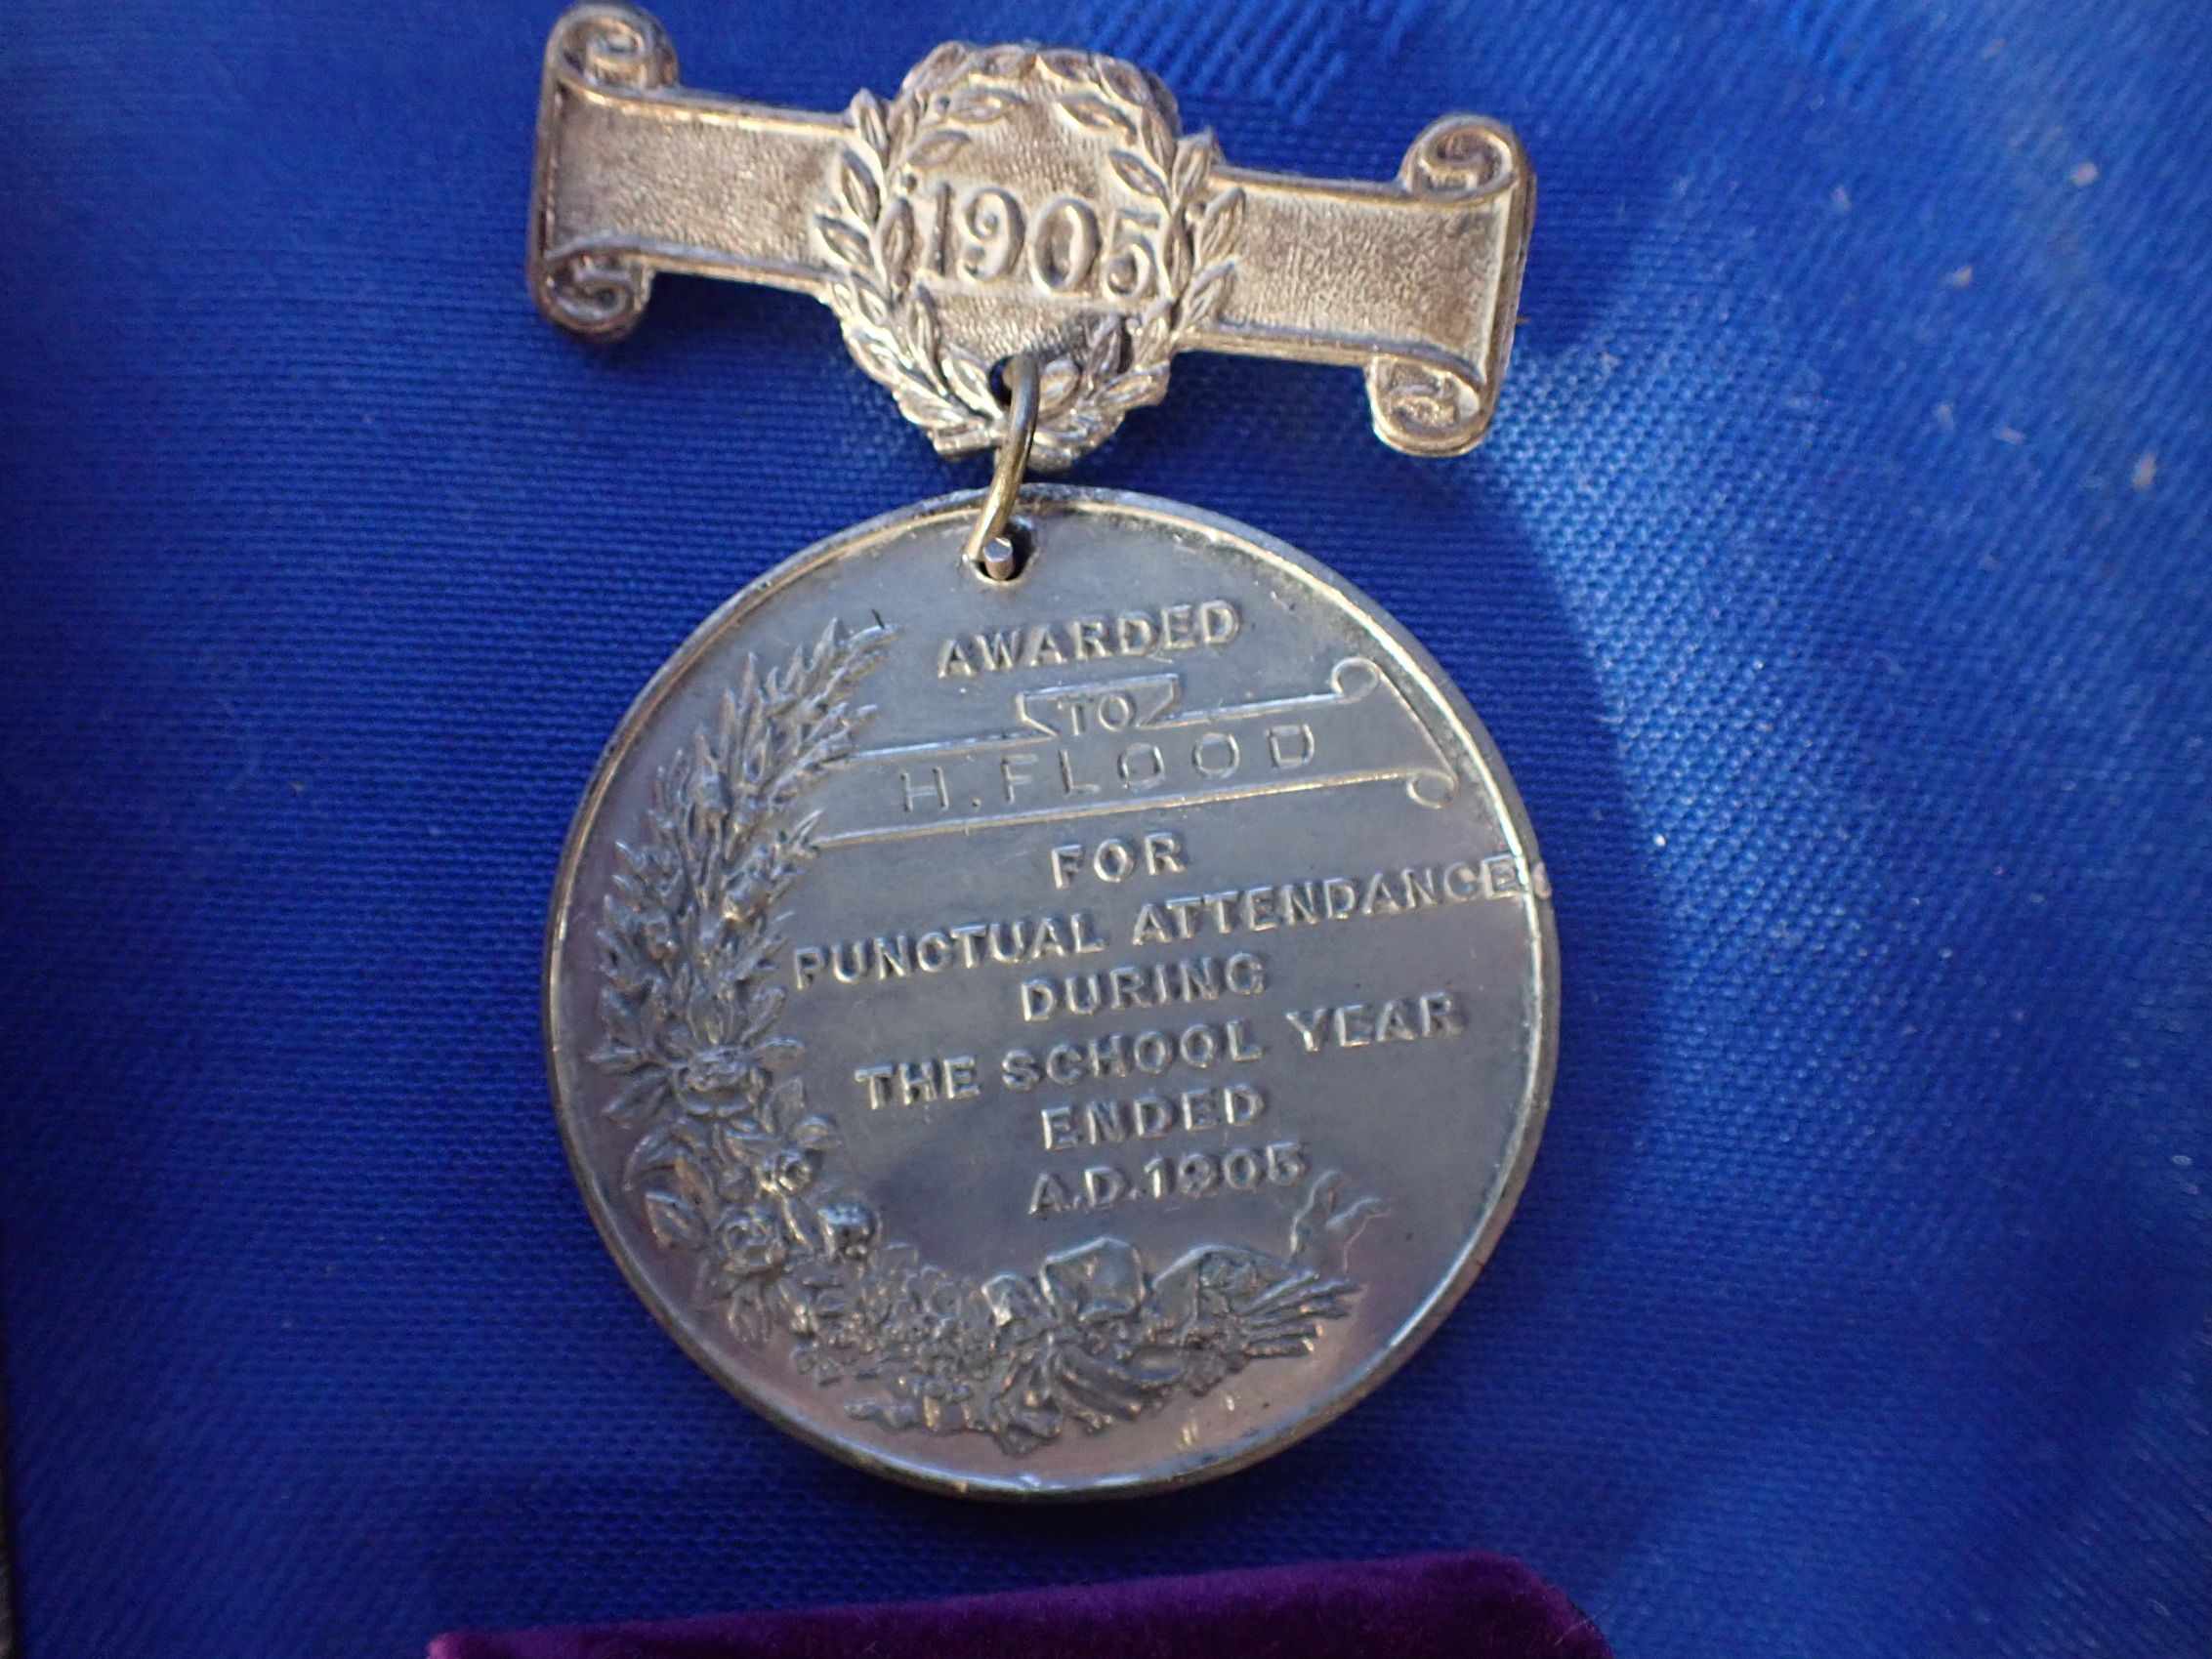 1905
AWARDED
TO
H. FLOOD
FOR
PUNCTUAL ATTENDANCE
DURING
THE SCHOOL YEAR
ENDED
A.D. 1905